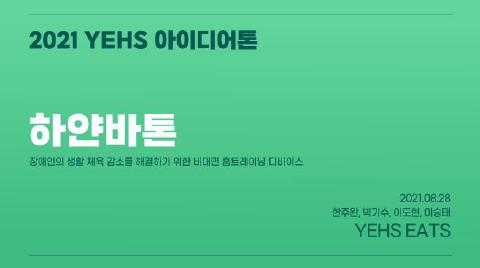 2021 YEHS 아이디어톤
하얀바톤
장애인의 생활 체육 감소를 해결하기 위한 비대면 홈트레이닝 디바이스
2021.08.28
한주완, 박기수, 이도현, 이승태
YEHS EATS